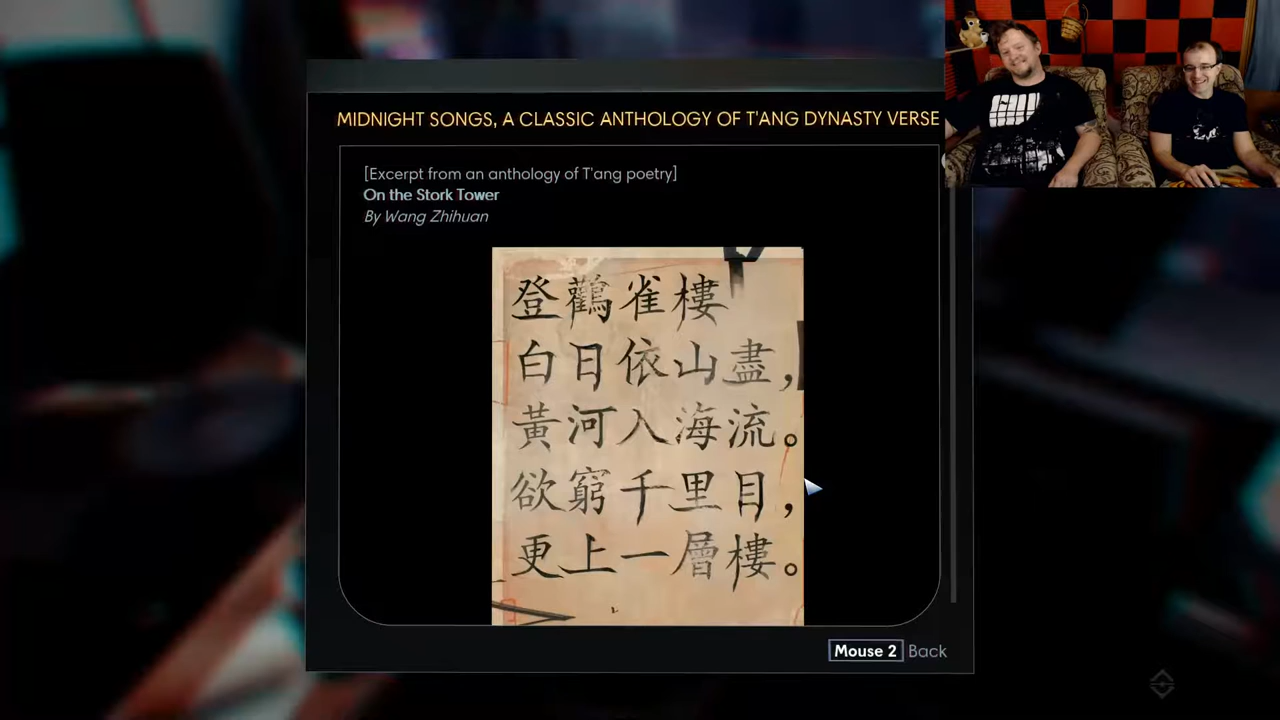 MIDNIGHT SONGS, A CLASSIC ANTHOLOGY OF T'ANG DYNASTY VERSE
[Excerpt from an anthology of T'ang poetry]
On the Stork Tower
By Wang Zhihuan
登鸛雀樓
白日依山盡，
黃河入海流。
欲窮千里目，
更上一層樓。
Mouse 2 Back